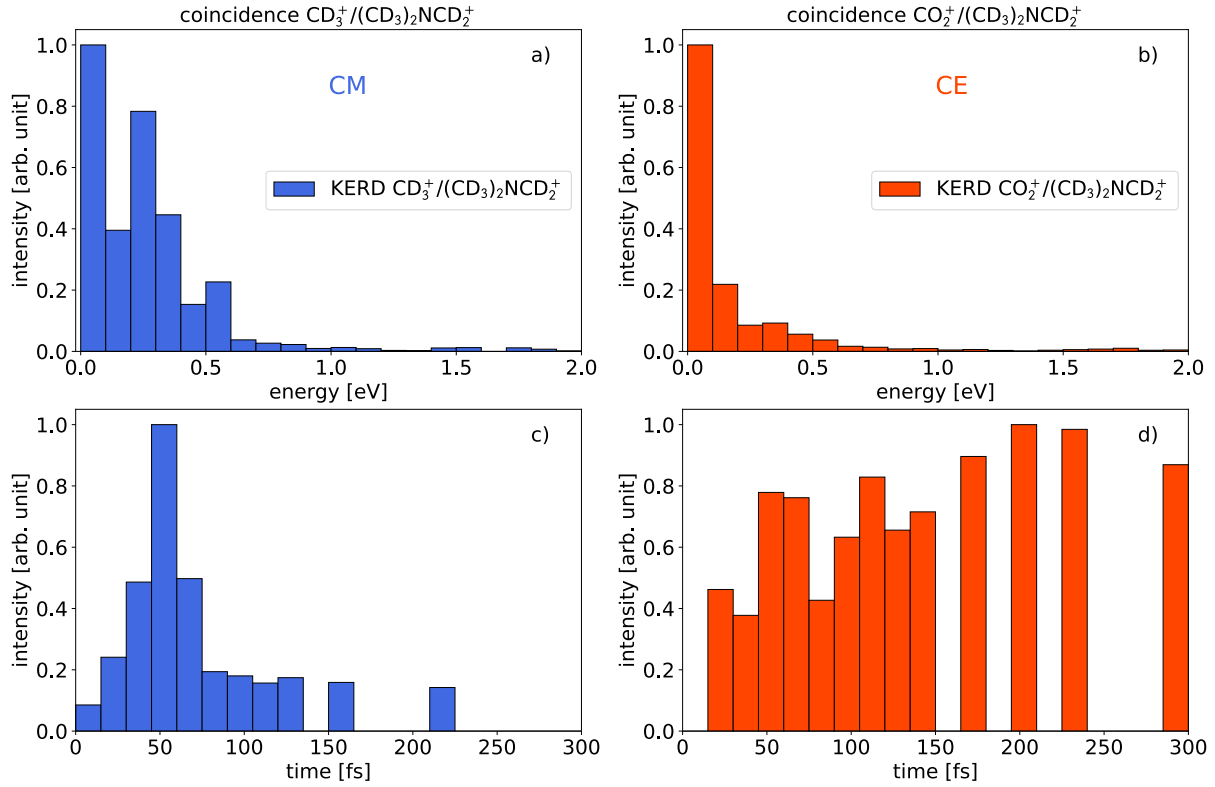 coincidence CD₃⁺/(CD₃)₂NCD₂⁺
a)
CM
KERD CD₃⁺/(CD₃)₂NCD₂⁺
intensity [arb. unit]
1.0
0.8
0.6
0.4
0.2
0.0
0.0 0.5 1.0 1.5 2.0
energy [eV]
coincidence CO₂⁺/(CD₃)₂NCD₂⁺
b)
CE
KERD CO₂⁺/(CD₃)₂NCD₂⁺
intensity [arb. unit]
1.0
0.8
0.6
0.4
0.2
0.0
0.0 0.5 1.0 1.5 2.0
energy [eV]
c)
intensity [arb. unit]
1.0
0.8
0.6
0.4
0.2
0.0
0 50 100 150 200 250 300
time [fs]
d)
intensity [arb. unit]
1.0
0.8
0.6
0.4
0.2
0.0
0 50 100 150 200 250 300
time [fs]